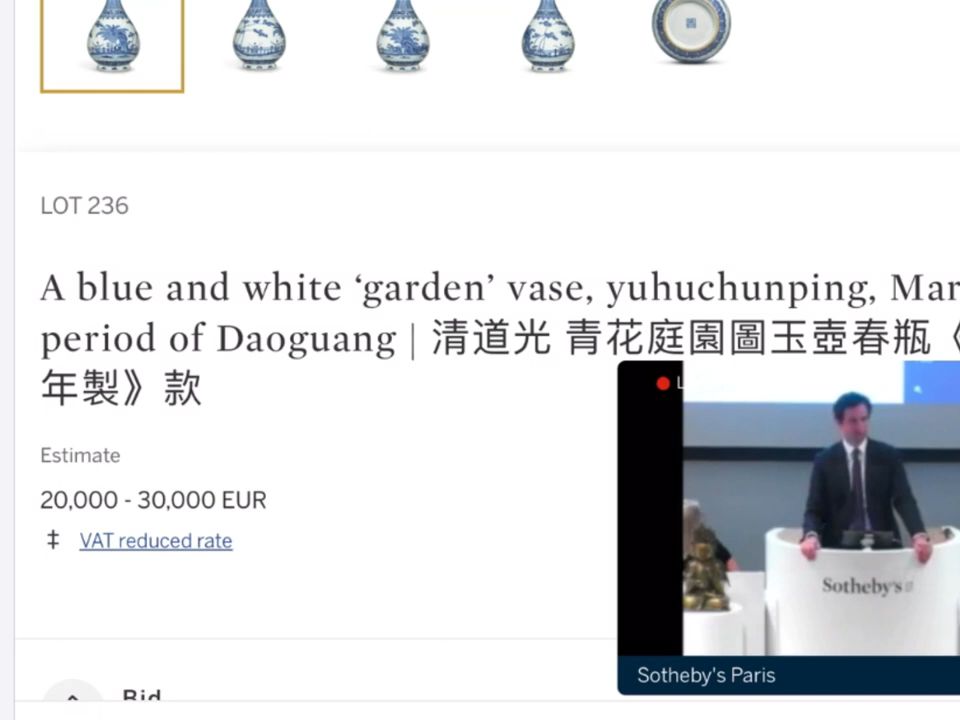 LOT 236
A blue and white ‘garden’ vase, yuhuchunping, Mar
period of Daoguang | 清道光 青花庭園圖玉壺春瓶《
年製》款
Estimate
20,000 - 30,000 EUR
‡ VAT reduced rate
Sotheby's
Sotheby's Paris
Bid